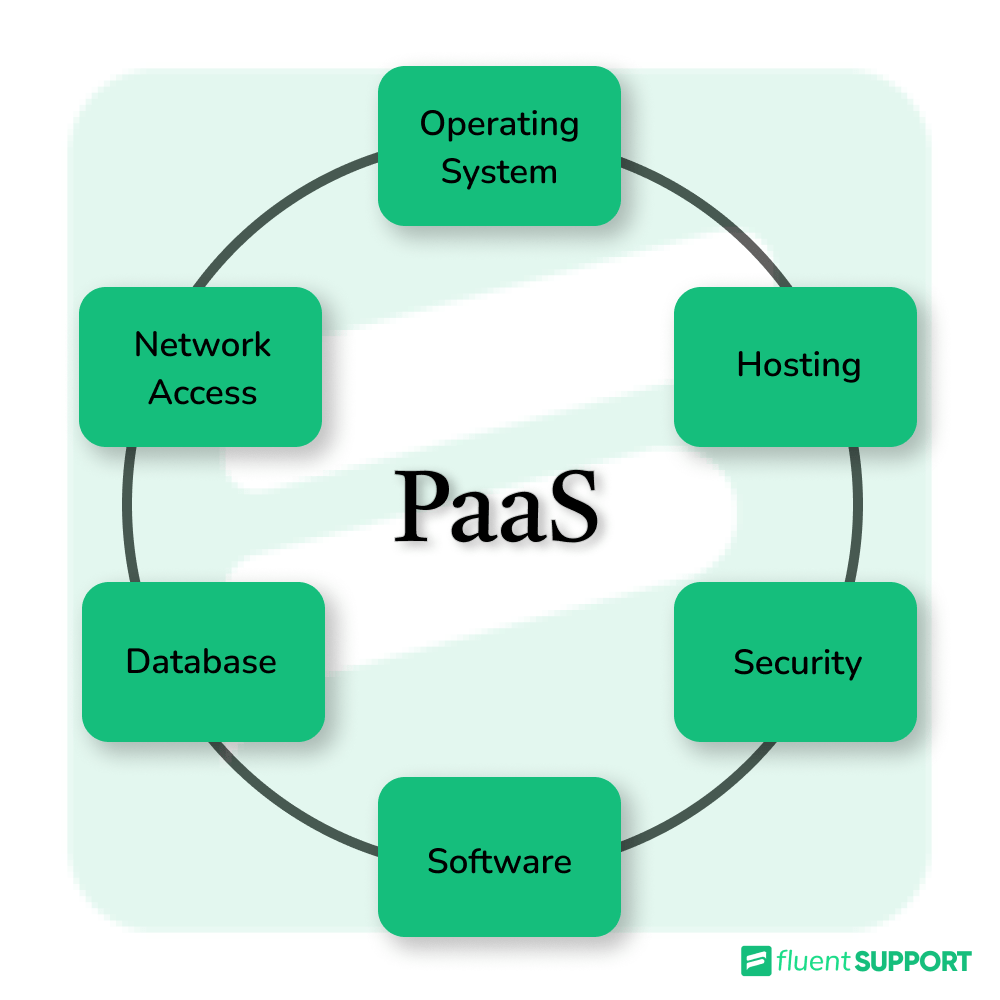 Operating
System
Network
Access
Hosting
PaaS
Database
Security
Software
fluent SUPPORT